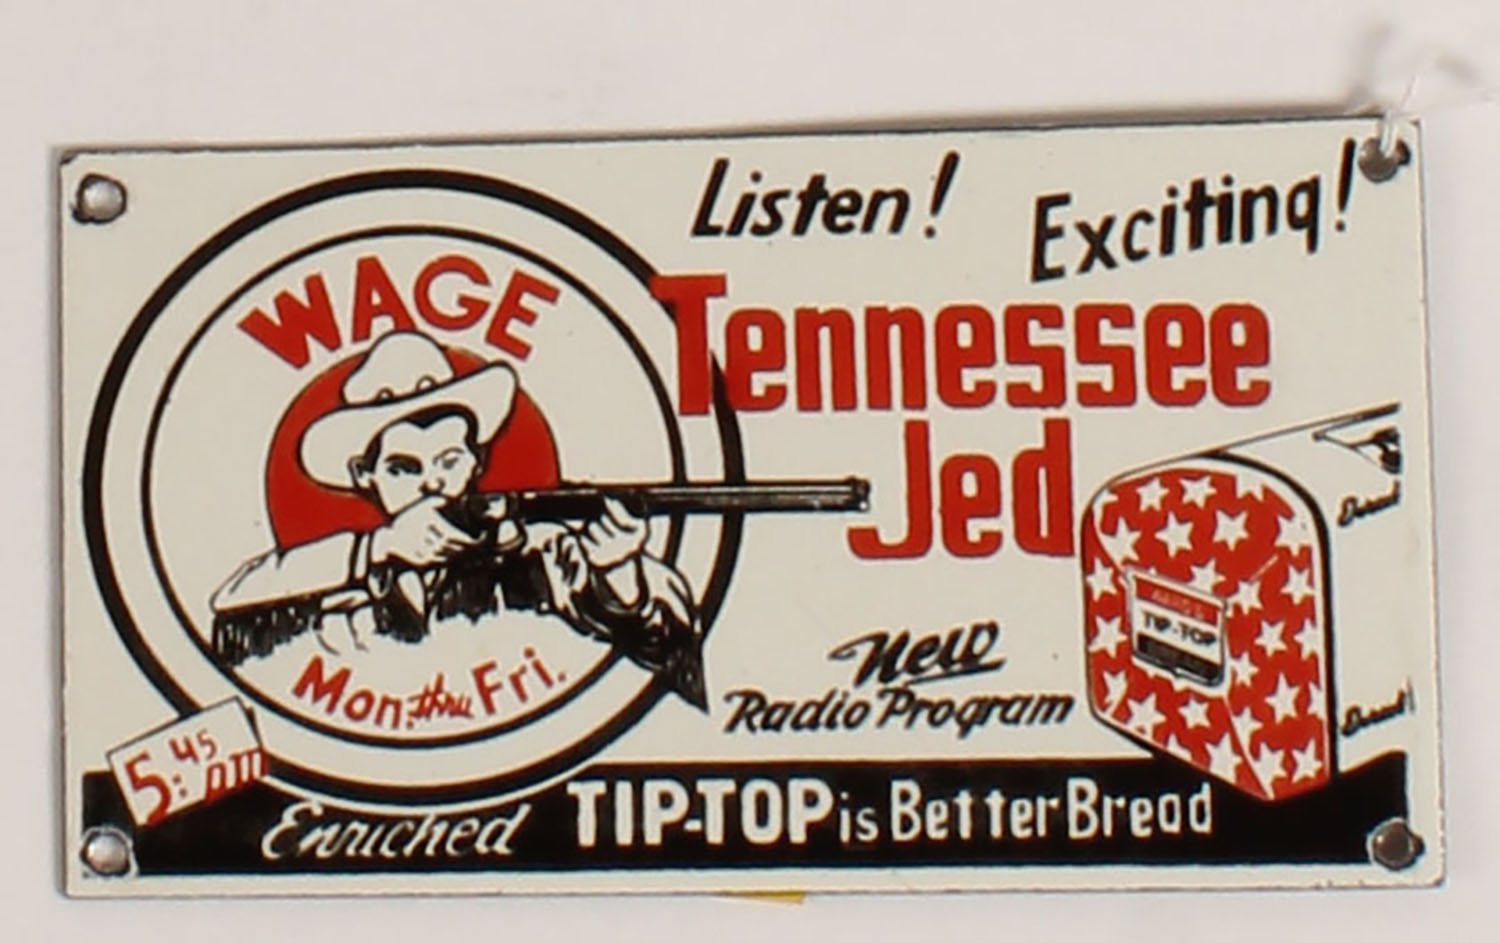 Listen! Exciting!
WAGE
Tennessee
Jed
Mon. thru Fri.
5:45 PM
New
Radio Program
TIP-TOP
Enriched TIP-TOP is Better Bread